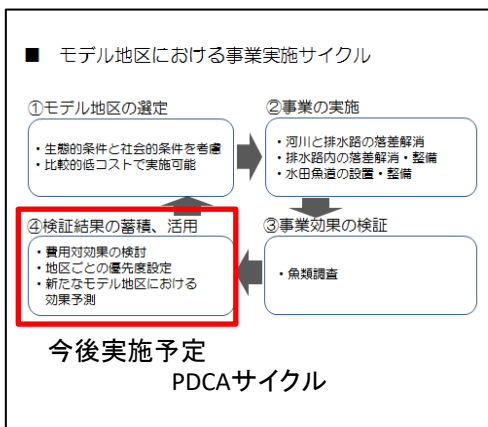 ■ モデル地区における事業実施サイクル
①モデル地区の選定
・生態的条件と社会的条件を考慮
・比較的低コストで実施可能
②事業の実施
・河川と排水路の落差解消
・排水路内の落差解消・整備
・水田魚道の設置・整備
④検証結果の蓄積、活用
・費用対効果の検討
・地区ごとの優先度設定
・新たなモデル地区における
効果予測
③事業効果の検証
・魚類調査
今後実施予定
PDCAサイクル